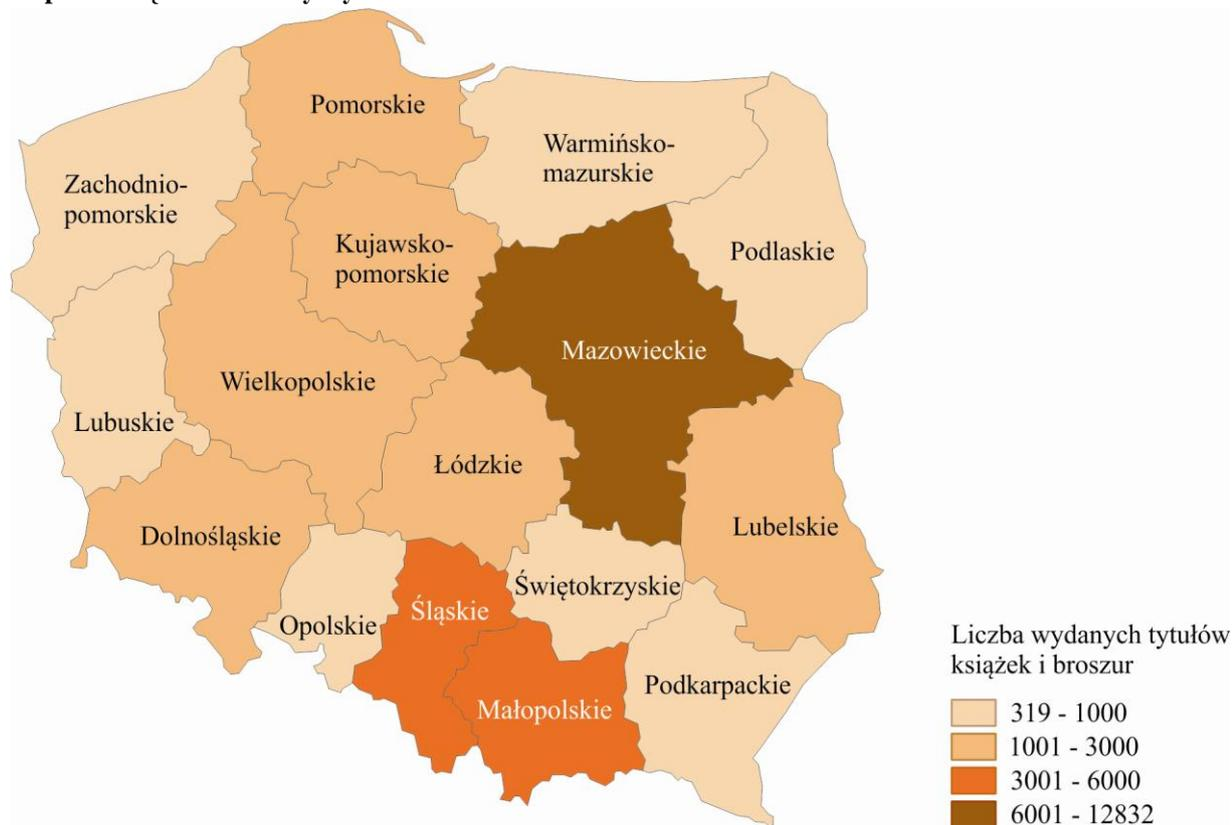 Pomorskie
Warmińsko-
mazurskie
Zachodnio-
pomorskie
Kujawsko-
pomorskie
Podlaskie
Mazowieckie
Wielkopolskie
Lubuskie
Łódzkie
Dolnośląskie
Lubelskie
Świętokrzyskie
Śląskie
Opolskie
Podkarpackie
Małopolskie
Liczba wydanych tytułów
książek i broszur
319 - 1000
1001 - 3000
3001 - 6000
6001 - 12832